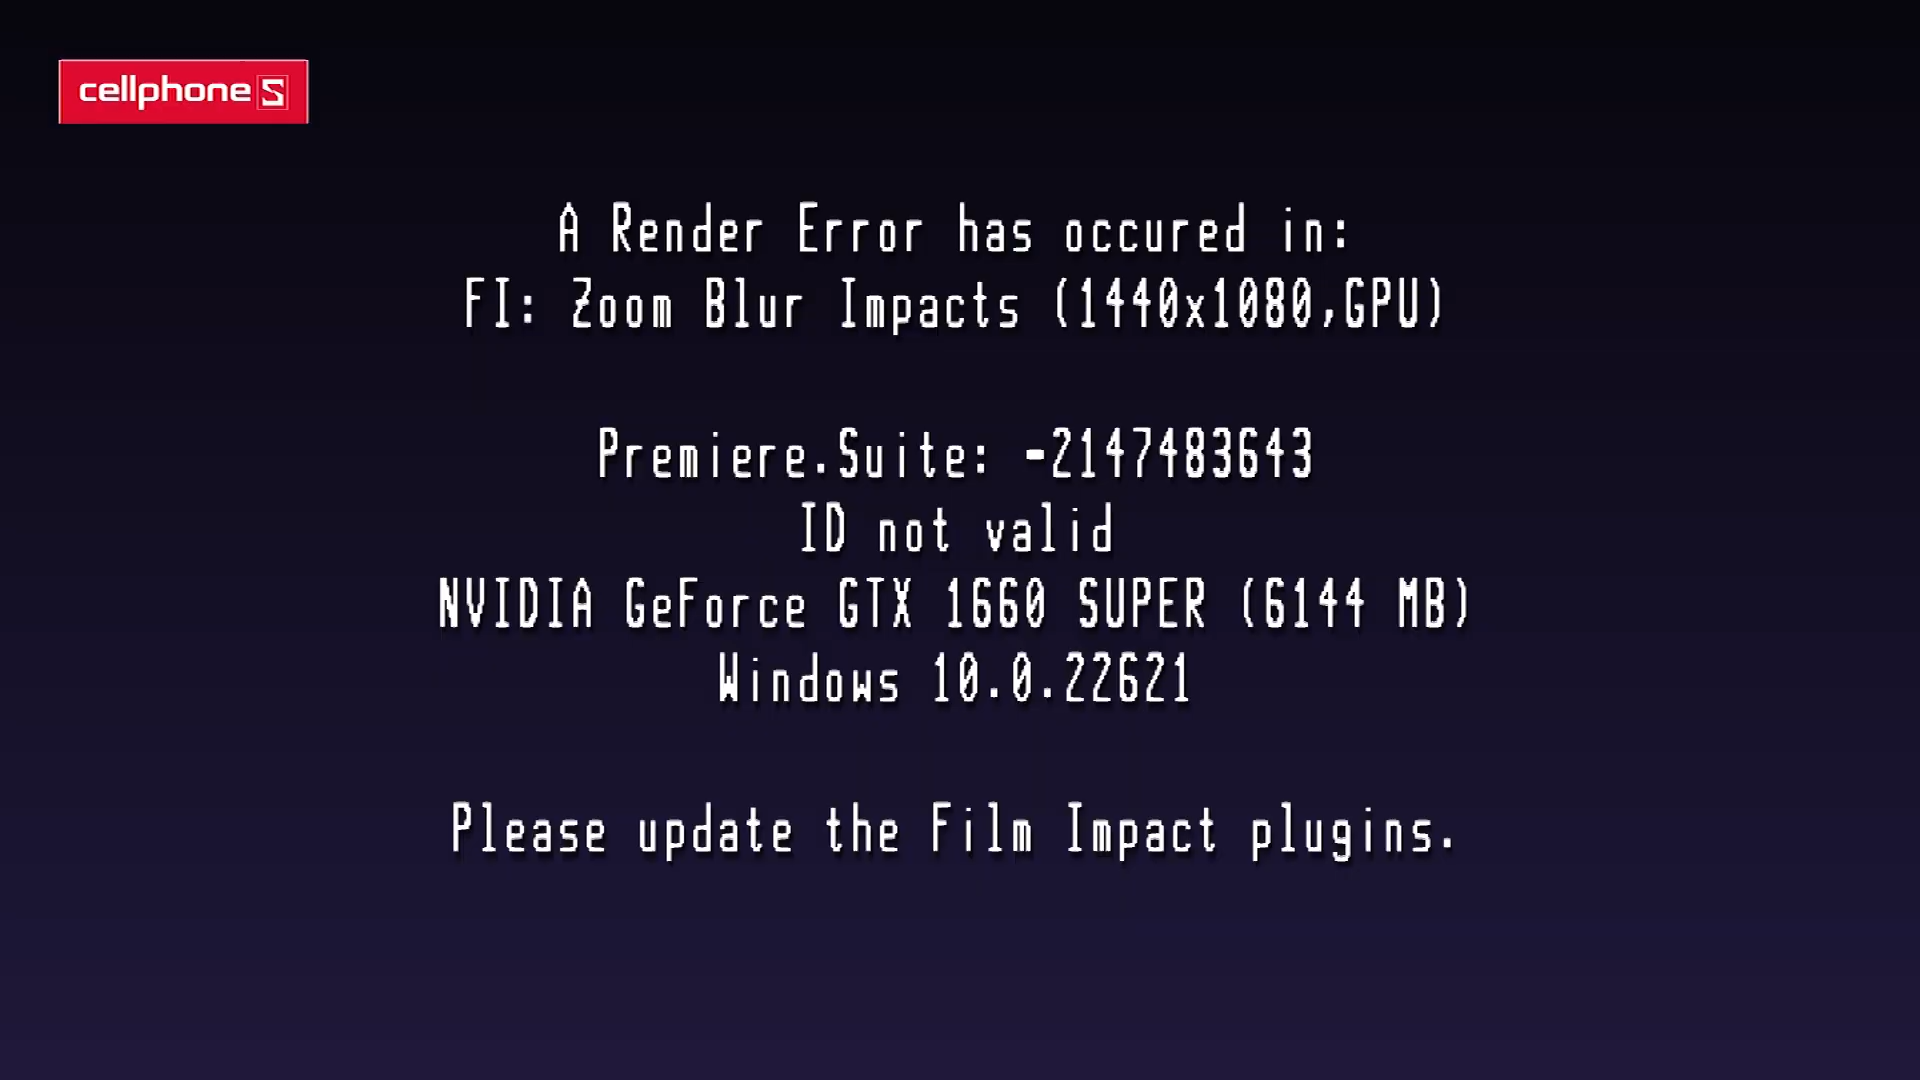 cellphoneS
A Render Error has occured in:
FI: Zoom Blur Impacts (1440x1080,GPU)
Premiere.Suite: -2147483643
ID not valid
NVIDIA GeForce GTX 1660 SUPER (6144 MB)
Windows 10.0.22621
Please update the Film Impact plugins.